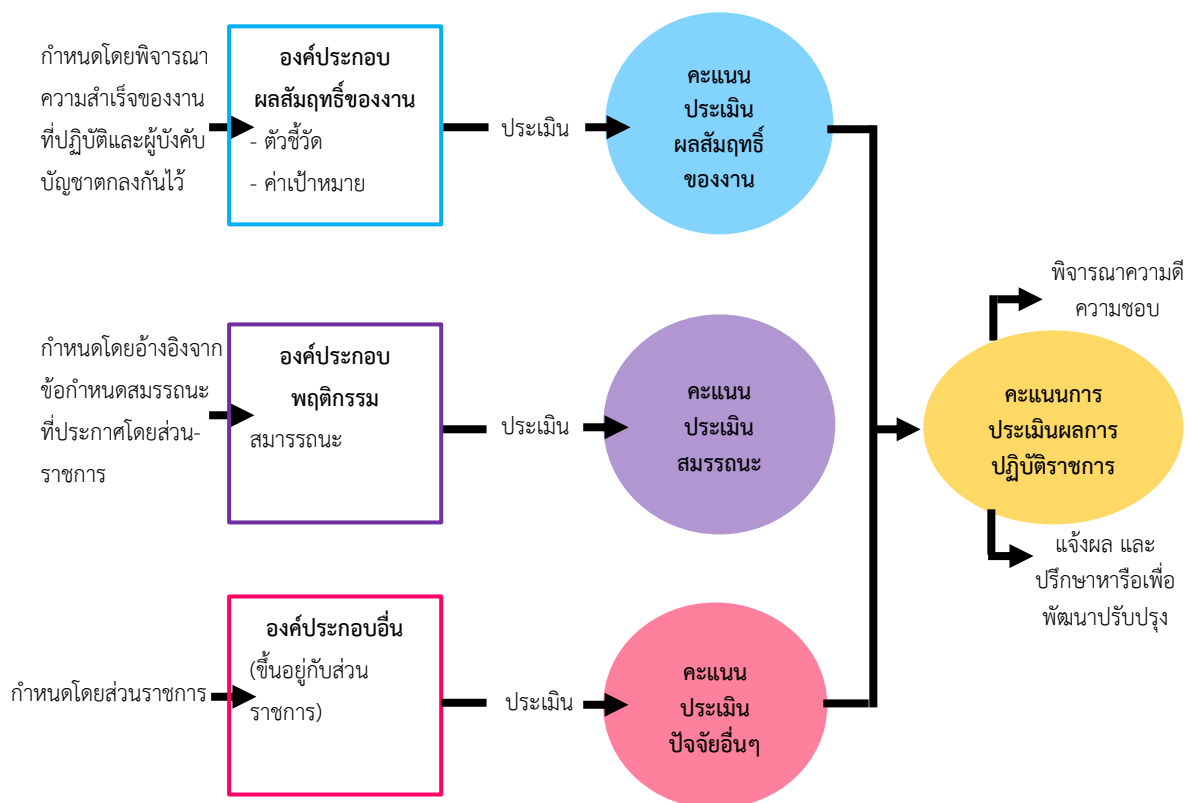 กำหนดโดยพิจารณา
ความสำเร็จของงาน
ที่ปฏิบัติและผู้บังคับ
บัญชาตกลงกันไว้
องค์ประกอบ
ผลสัมฤทธิ์ของงาน
- ตัวชี้วัด
- ค่าเป้าหมาย
ประเมิน
คะแนน
ประเมิน
ผลสัมฤทธิ์
ของงาน
กำหนดโดยอ้างอิงจาก
ข้อกำหนดสมรรถนะ
ที่ประกาศโดยส่วน-
ราชการ
องค์ประกอบ
พฤติกรรม
สมารรถนะ
ประเมิน
คะแนน
ประเมิน
สมรรถนะ
กำหนดโดยส่วนราชการ
องค์ประกอบอื่น
(ขึ้นอยู่กับส่วน
ราชการ)
ประเมิน
คะแนน
ประเมิน
ปัจจัยอื่นๆ
พิจารณาความดี
ความชอบ
คะแนนการ
ประเมินผลการ
ปฏิบัติราชการ
แจ้งผล และ
ปรึกษาหารือเพื่อ
พัฒนาปรับปรุง